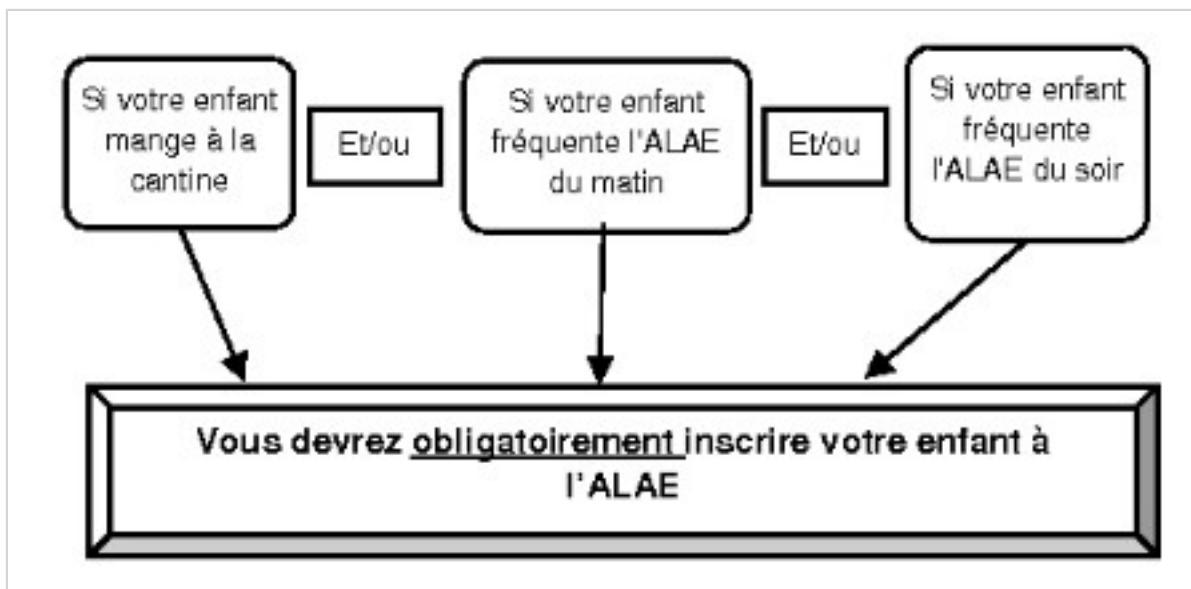 Si votre enfant
mange à la
cantine
Et/ou
Si votre enfant
fréquente l'ALAE
du matin
Et/ou
Si votre enfant
fréquente
l'ALAE du soir
Vous devrez obligatoirement inscrire votre enfant à
l'ALAE